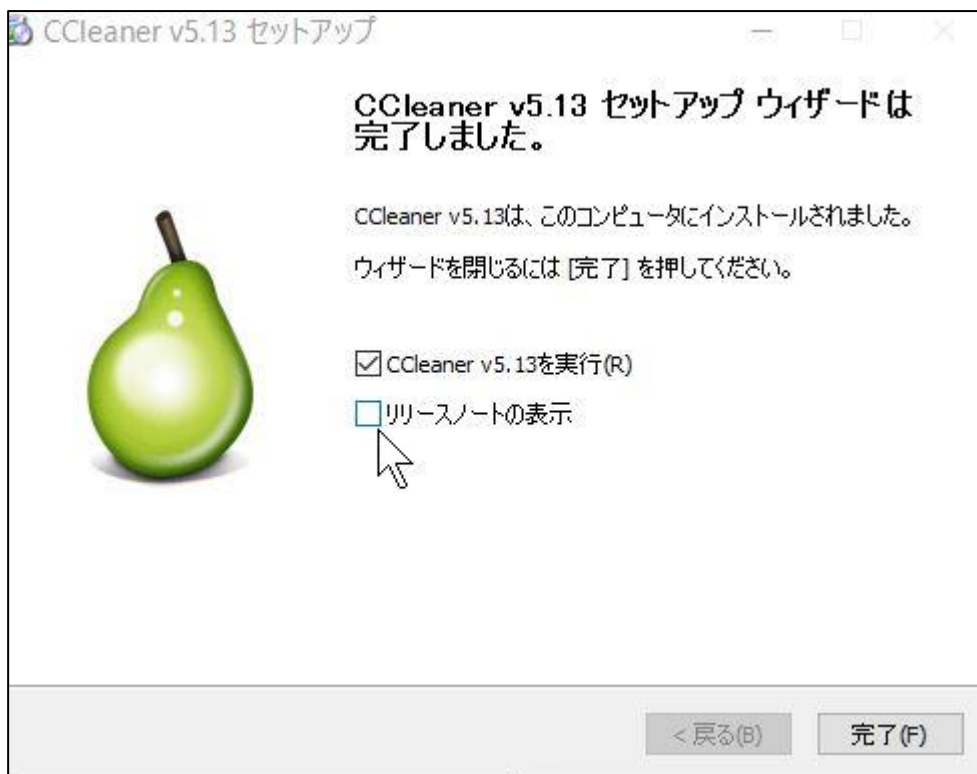 CCleaner v5.13 セットアップ
CCleaner v5.13 セットアップ ウィザードは
完了しました。
CCleaner v5.13は、このコンピュータにインストールされました。
ウィザードを閉じるには [完了] を押してください。
CCleaner v5.13を実行(R)
リリースノートの表示
< 戻る(B)
完了(F)